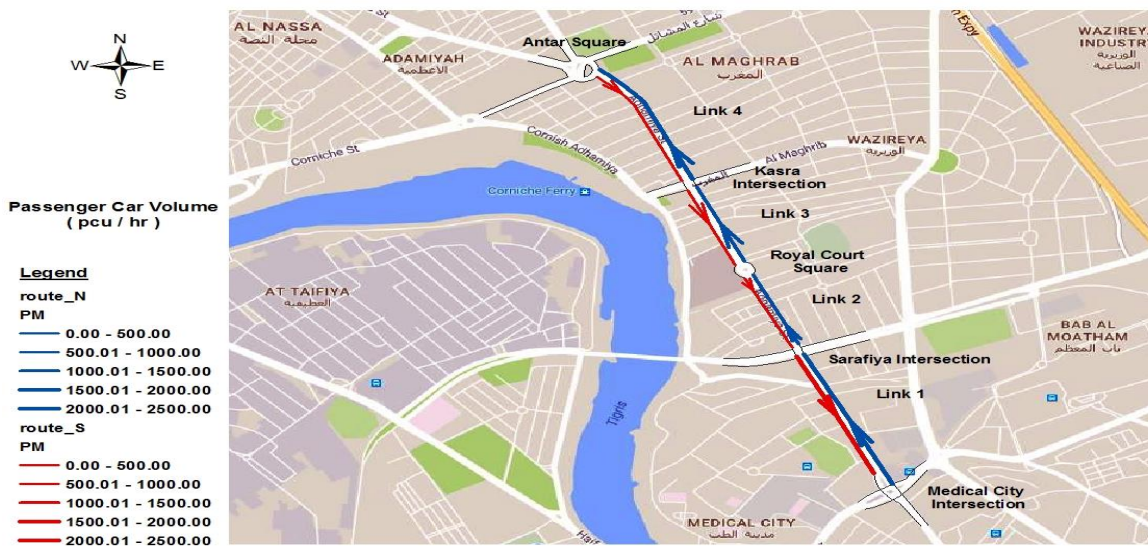 N
W
E
S
Passenger Car Volume
( pcu / hr )
Legend
route_N
PM
0.00 - 500.00
500.01 - 1000.00
1000.01 - 1500.00
1500.01 - 2000.00
2000.01 - 2500.00
route_S
PM
0.00 - 500.00
500.01 - 1000.00
1000.01 - 1500.00
1500.01 - 2000.00
2000.01 - 2500.00
AL NASSA
محلة النصة
ADAMIYAH
الاعظمية
Antar Square
شارع المشاتل
AL MAGHRAB
المغرب
WAZIREYA
INDUSTRY
الوزيرية
الصناعية
Link 4
Corniche St
Cornish Adhamiya
Al Maghrib
WAZIREYA
الوزيرية
Kasra
Intersection
Corniche Ferry
Link 3
Royal Court
Square
AT TAIFIYA
العطيفية
Link 2
BAB AL
MOATHAM
باب المعظم
Sarafiya Intersection
Link 1
Tigris
Medical City
Intersection
MEDICAL CITY
مدينة الطب